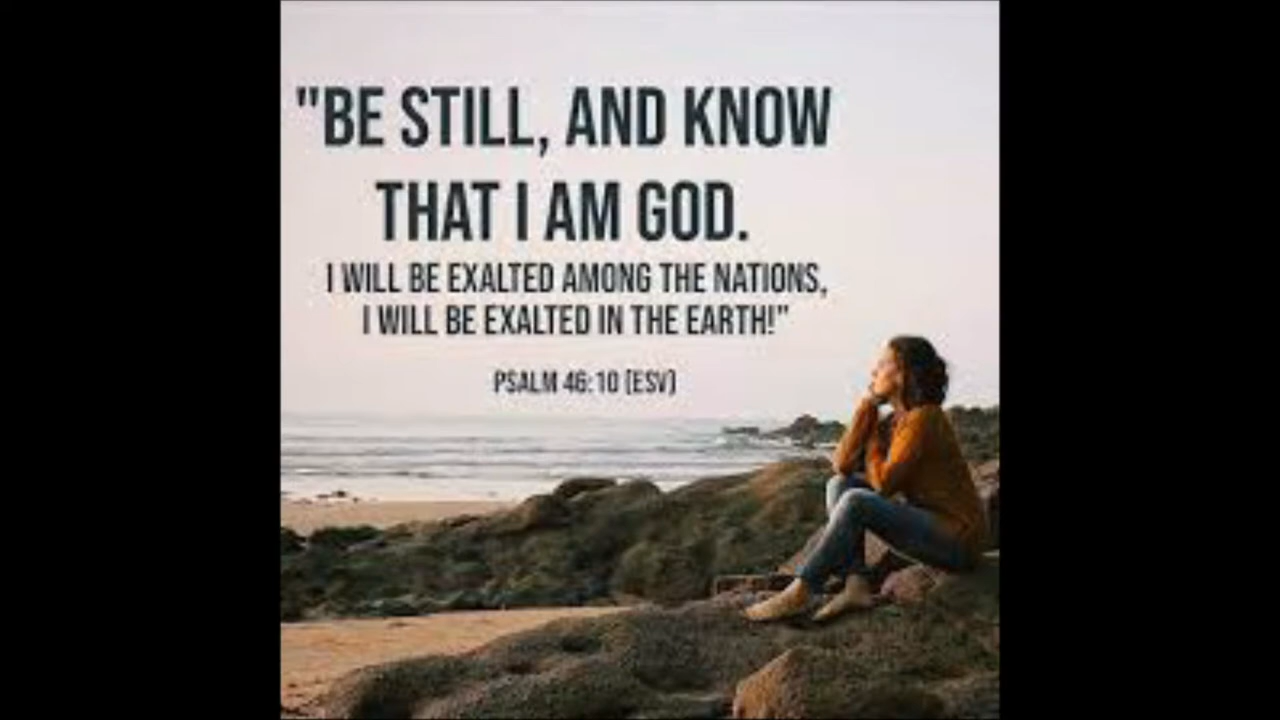 "BE STILL, AND KNOW
THAT I AM GOD.
I WILL BE EXALTED AMONG THE NATIONS,
I WILL BE EXALTED IN THE EARTH!"
PSALM 46:10 (ESV)